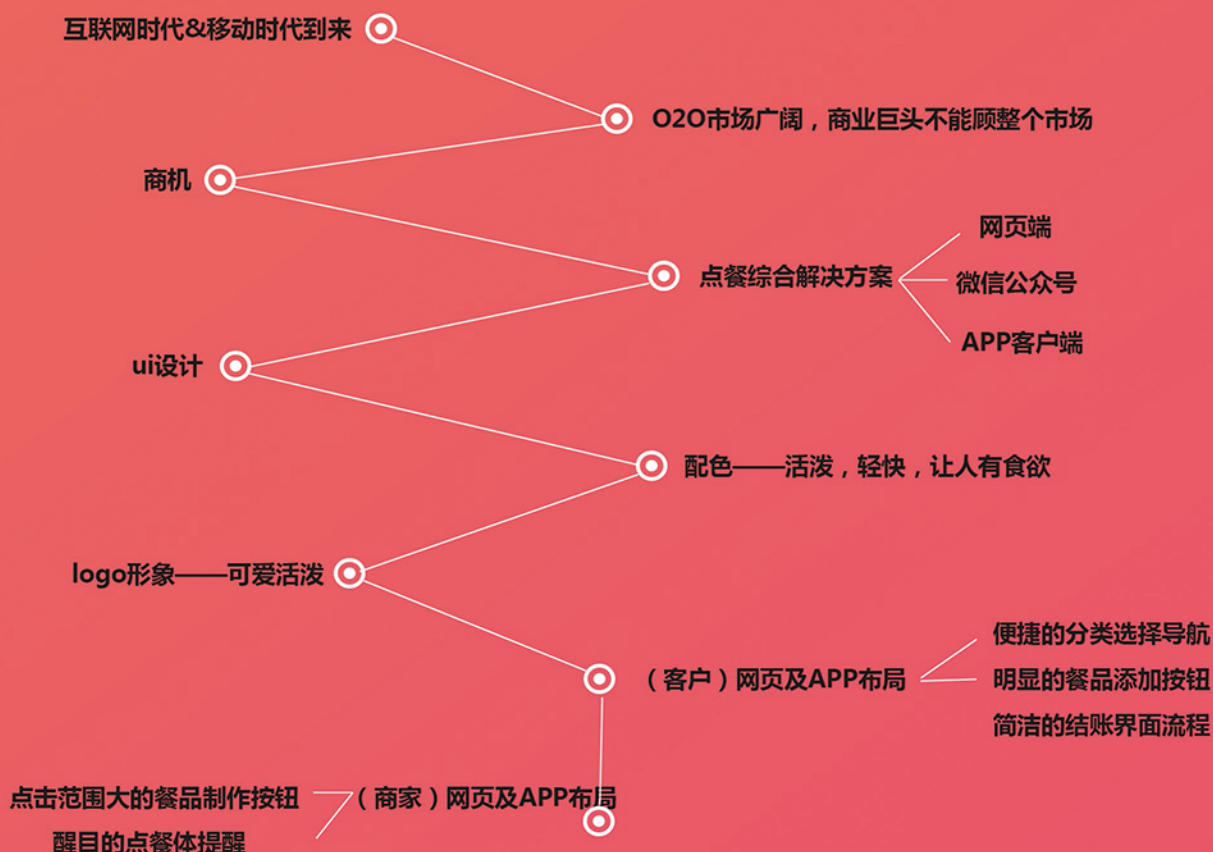 互联网时代&移动时代到来
O2O市场广阔，商业巨头不能顾整个市场
商机
点餐综合解决方案
网页端
微信公众号
APP客户端
ui设计
配色——活泼，轻快，让人有食欲
logo形象——可爱活泼
（客户）网页及APP布局
便捷的分类选择导航
明显的餐品添加按钮
简洁的结账界面流程
（商家）网页及APP布局
点击范围大的餐品制作按钮
醒目的点餐体提醒